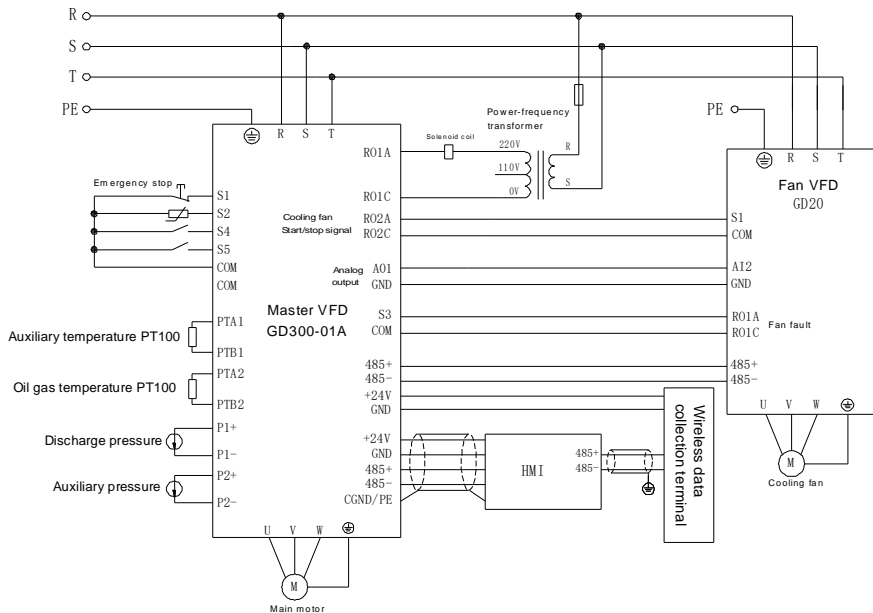 R
S
T
PE
R
S
T
Power-frequency
transformer
Solenoid coil
RO1A
220V
R
110V
RO1C
0V
S
PE
R
S
T
Fan VFD
GD20
Emergency stop
S1
S2
S4
S5
COM
COM
Cooling fan
Start/stop signal
RO2A
RO2C
S1
COM
Analog
output
AO1
GND
AI2
GND
Master VFD
GD300-01A
S3
COM
RO1A
RO1C
Fan fault
PTA1
Auxiliary temperature PT100
PTB1
PTA2
Oil gas temperature PT100
PTB2
485+
485-
485+
485-
+24V
GND
P1+
Discharge pressure
P1-
P2+
Auxiliary pressure
P2-
+24V
GND
485+
485-
CGND/PE
HMI
485+
485-
Wireless data
collection terminal
U
V
W
M
Cooling fan
U
V
W
M
Main motor